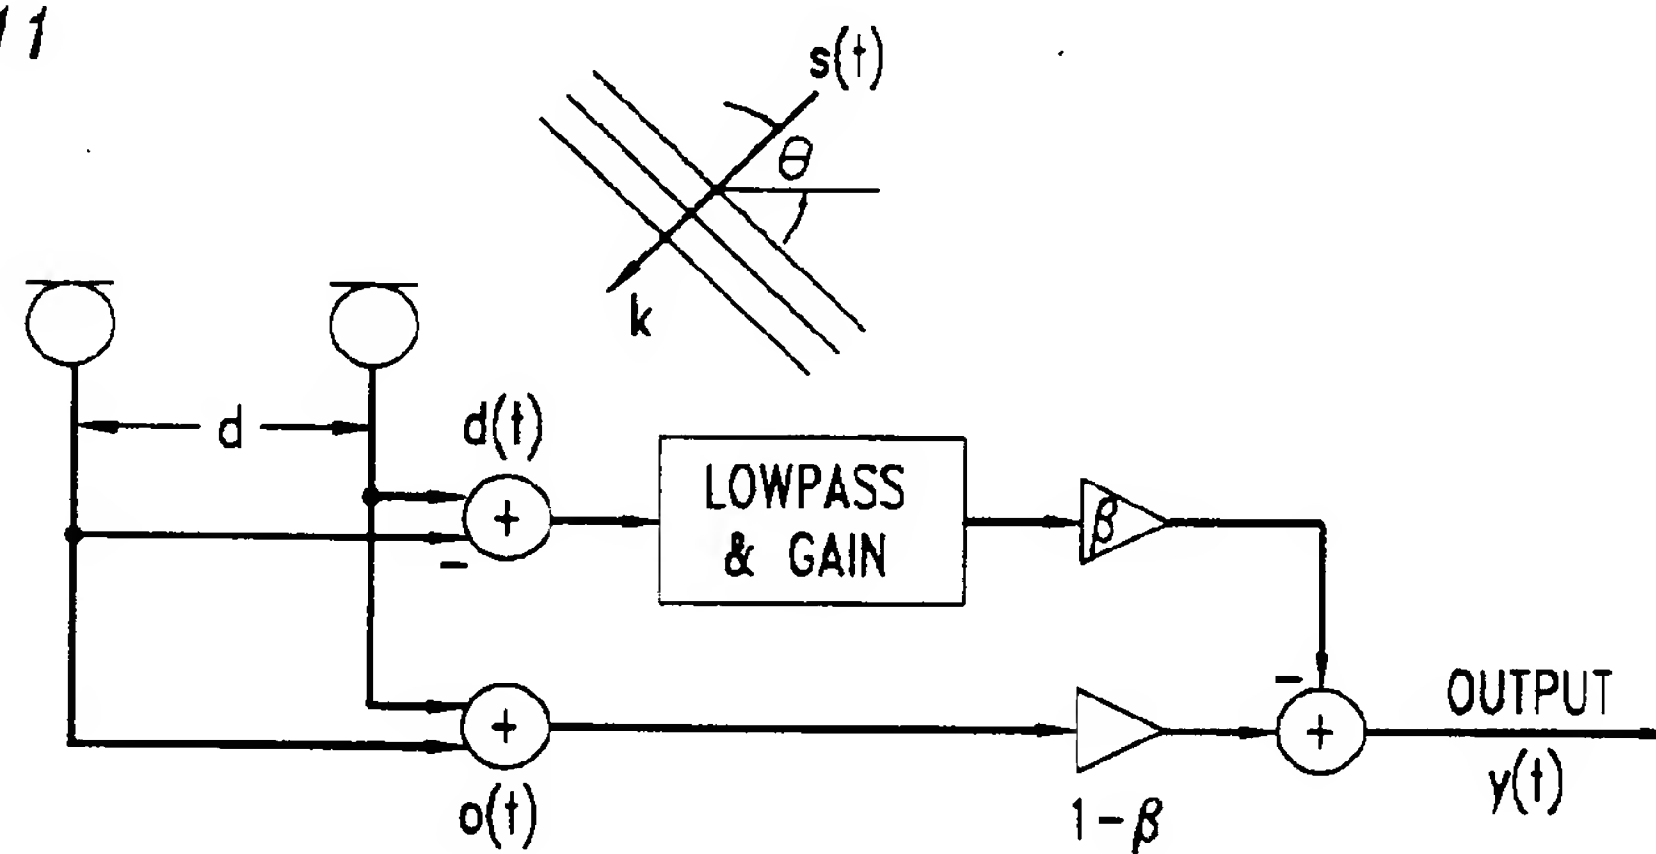 11
s(t)
θ
k
d
d(t)
LOWPASS
& GAIN
β
+
-
-
OUTPUT
+
+
y(t)
o(t)
1-β